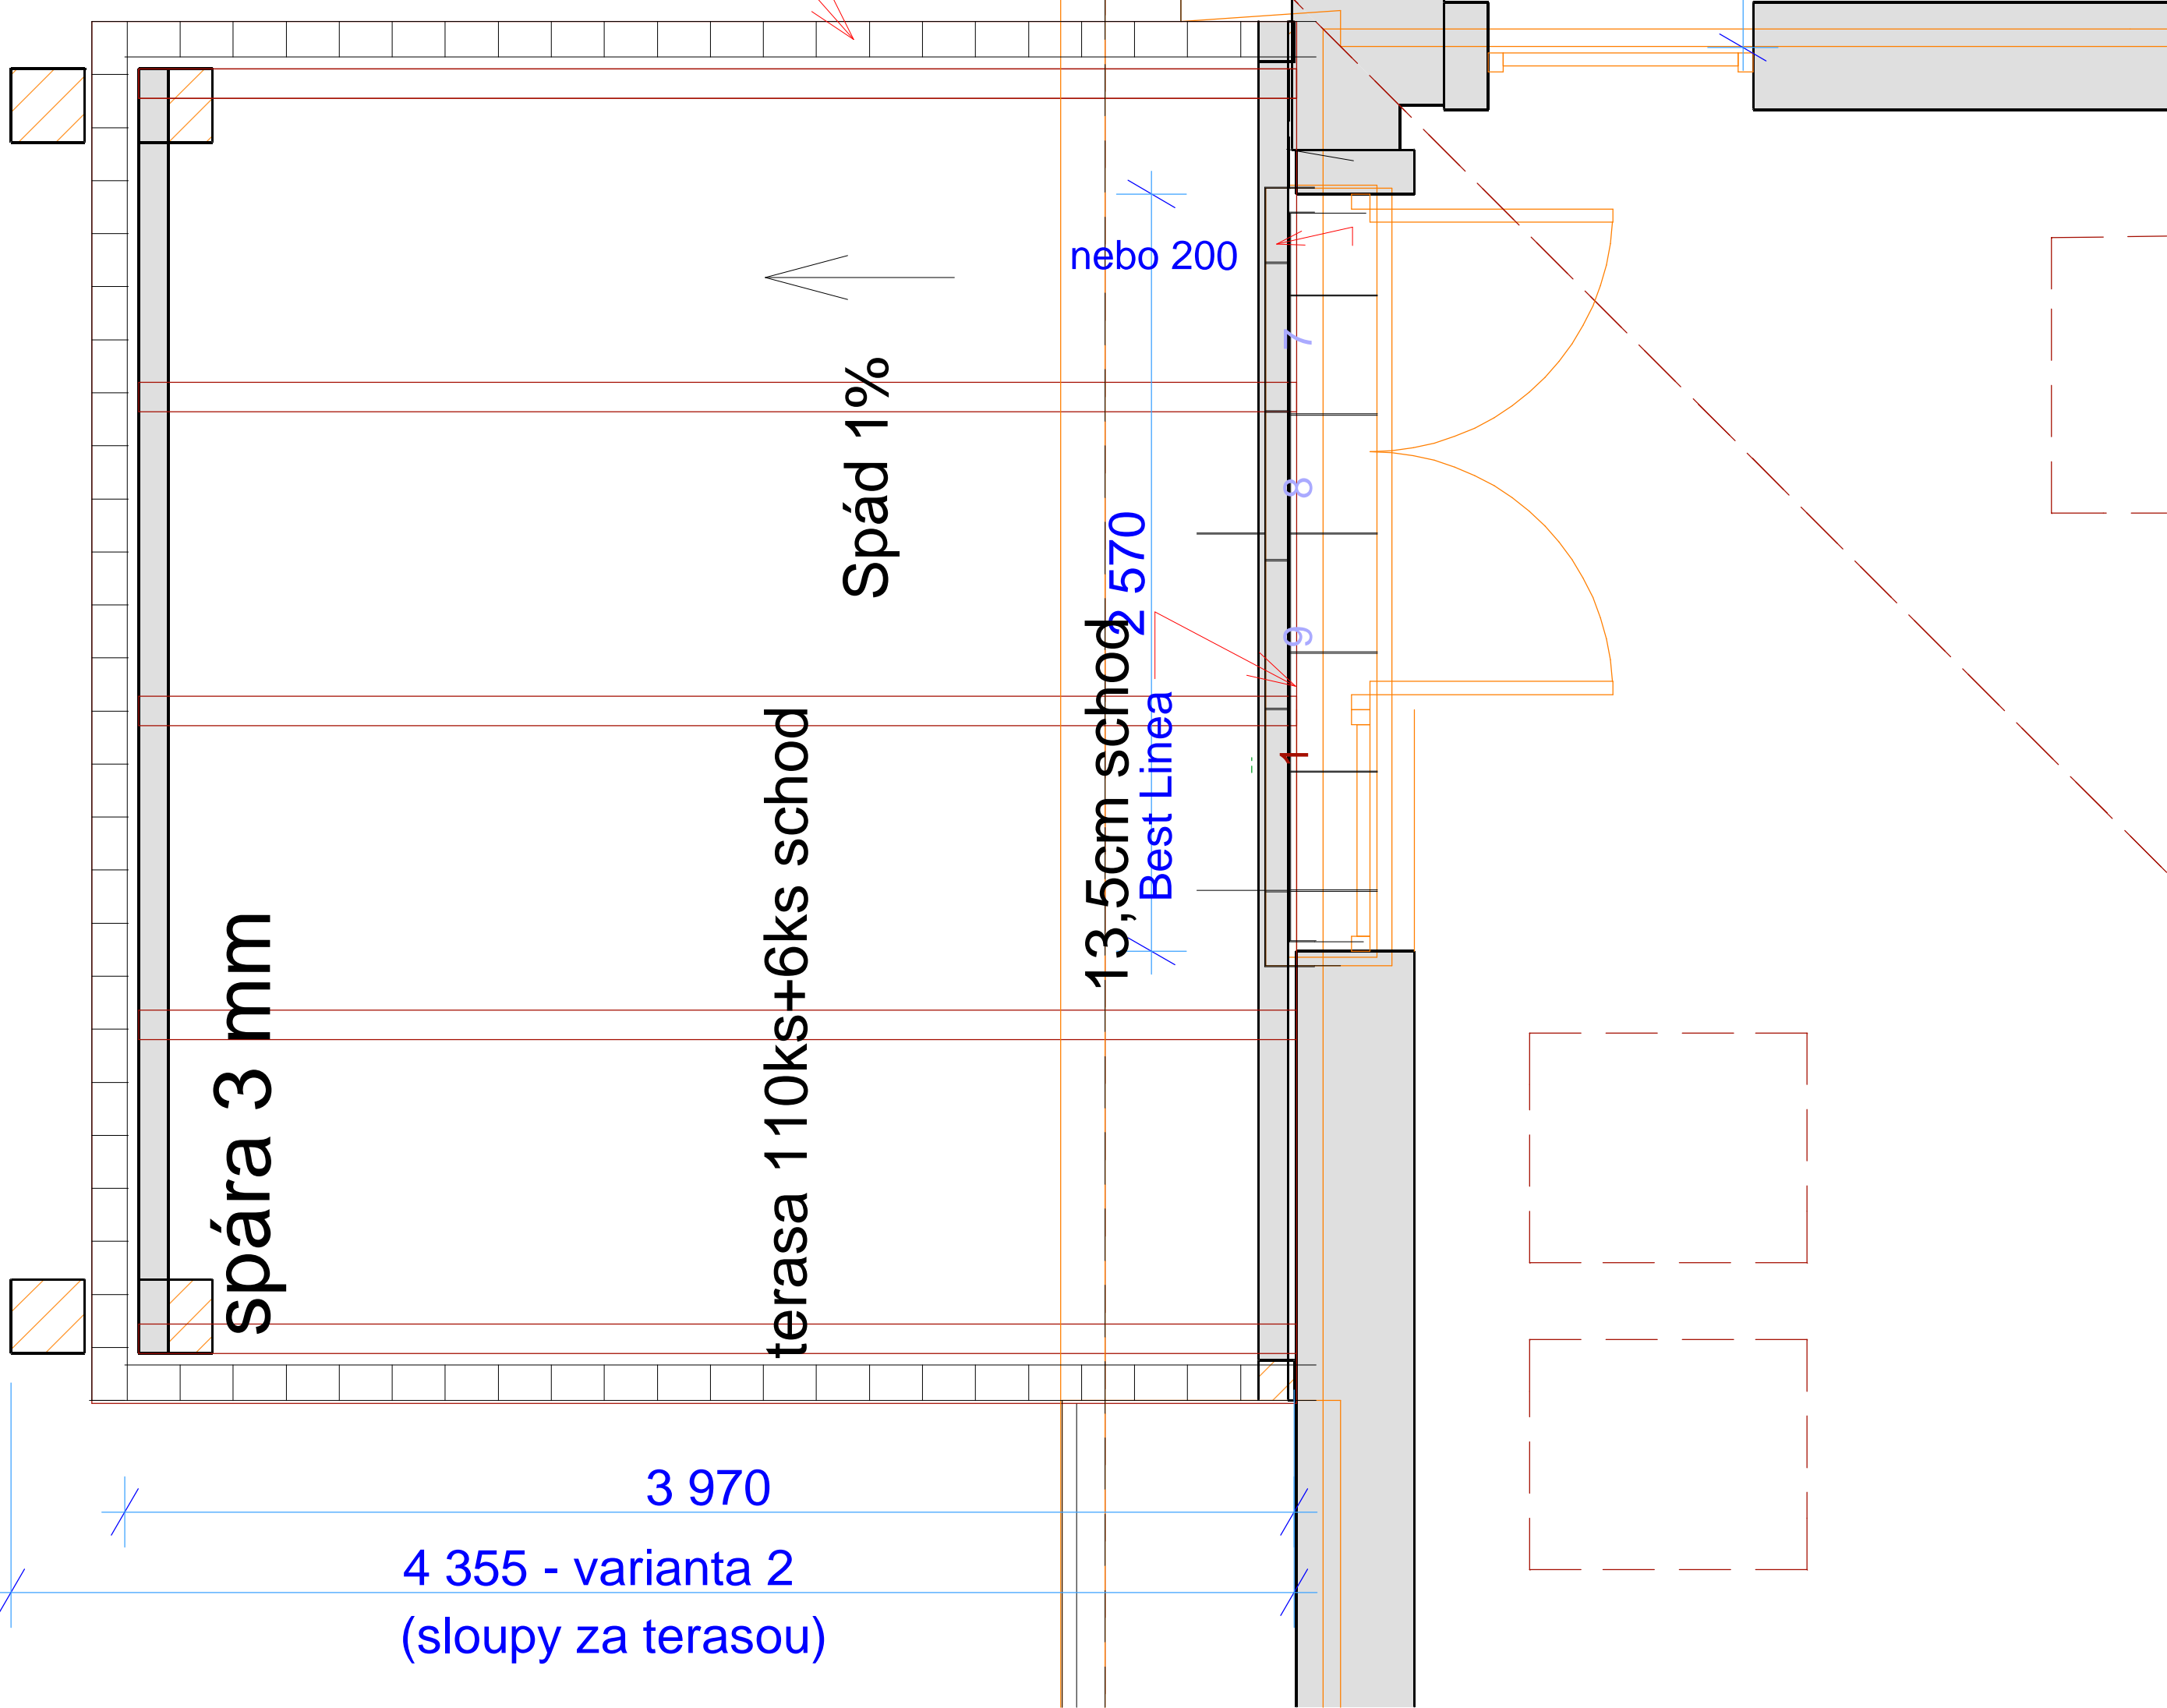 nebo 200
7
8
9
1
Spád 1%
2 570
13,5cm schod
Best Linea
terasa 110ks+6ks schod
spára 3 mm
3 970
4 355 - varianta 2
(sloupy za terasou)